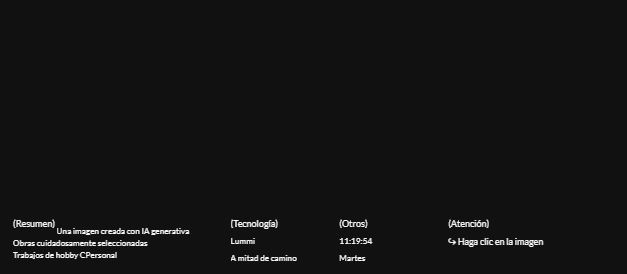 (Resumen)
Una imagen creada con IA generativa
Obras cuidadosamente seleccionadas
Trabajos de hobby CPersonal
(Tecnología)
Lummi
A mitad de camino
(Otros)
11:19:54
Martes
(Atención)
↪ Haga clic en la imagen